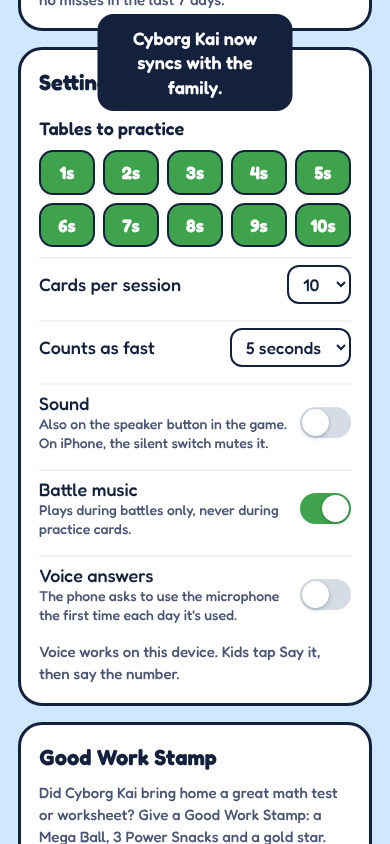 no misses in the last 7 days.
Cyborg Kai now
syncs with the
family.
Tables to practice
1s 2s 3s 4s 5s
6s 7s 8s 9s 10s
Cards per session 10
Counts as fast 5 seconds
Sound
Also on the speaker button in the game.
On iPhone, the silent switch mutes it.
Battle music
Plays during battles only, never during
practice cards.
Voice answers
The phone asks to use the microphone
the first time each day it's used.
Voice works on this device. Kids tap Say it,
then say the number.
Good Work Stamp
Did Cyborg Kai bring home a great math test
or worksheet? Give a Good Work Stamp: a
Mega Ball, 3 Power Snacks and a gold star.